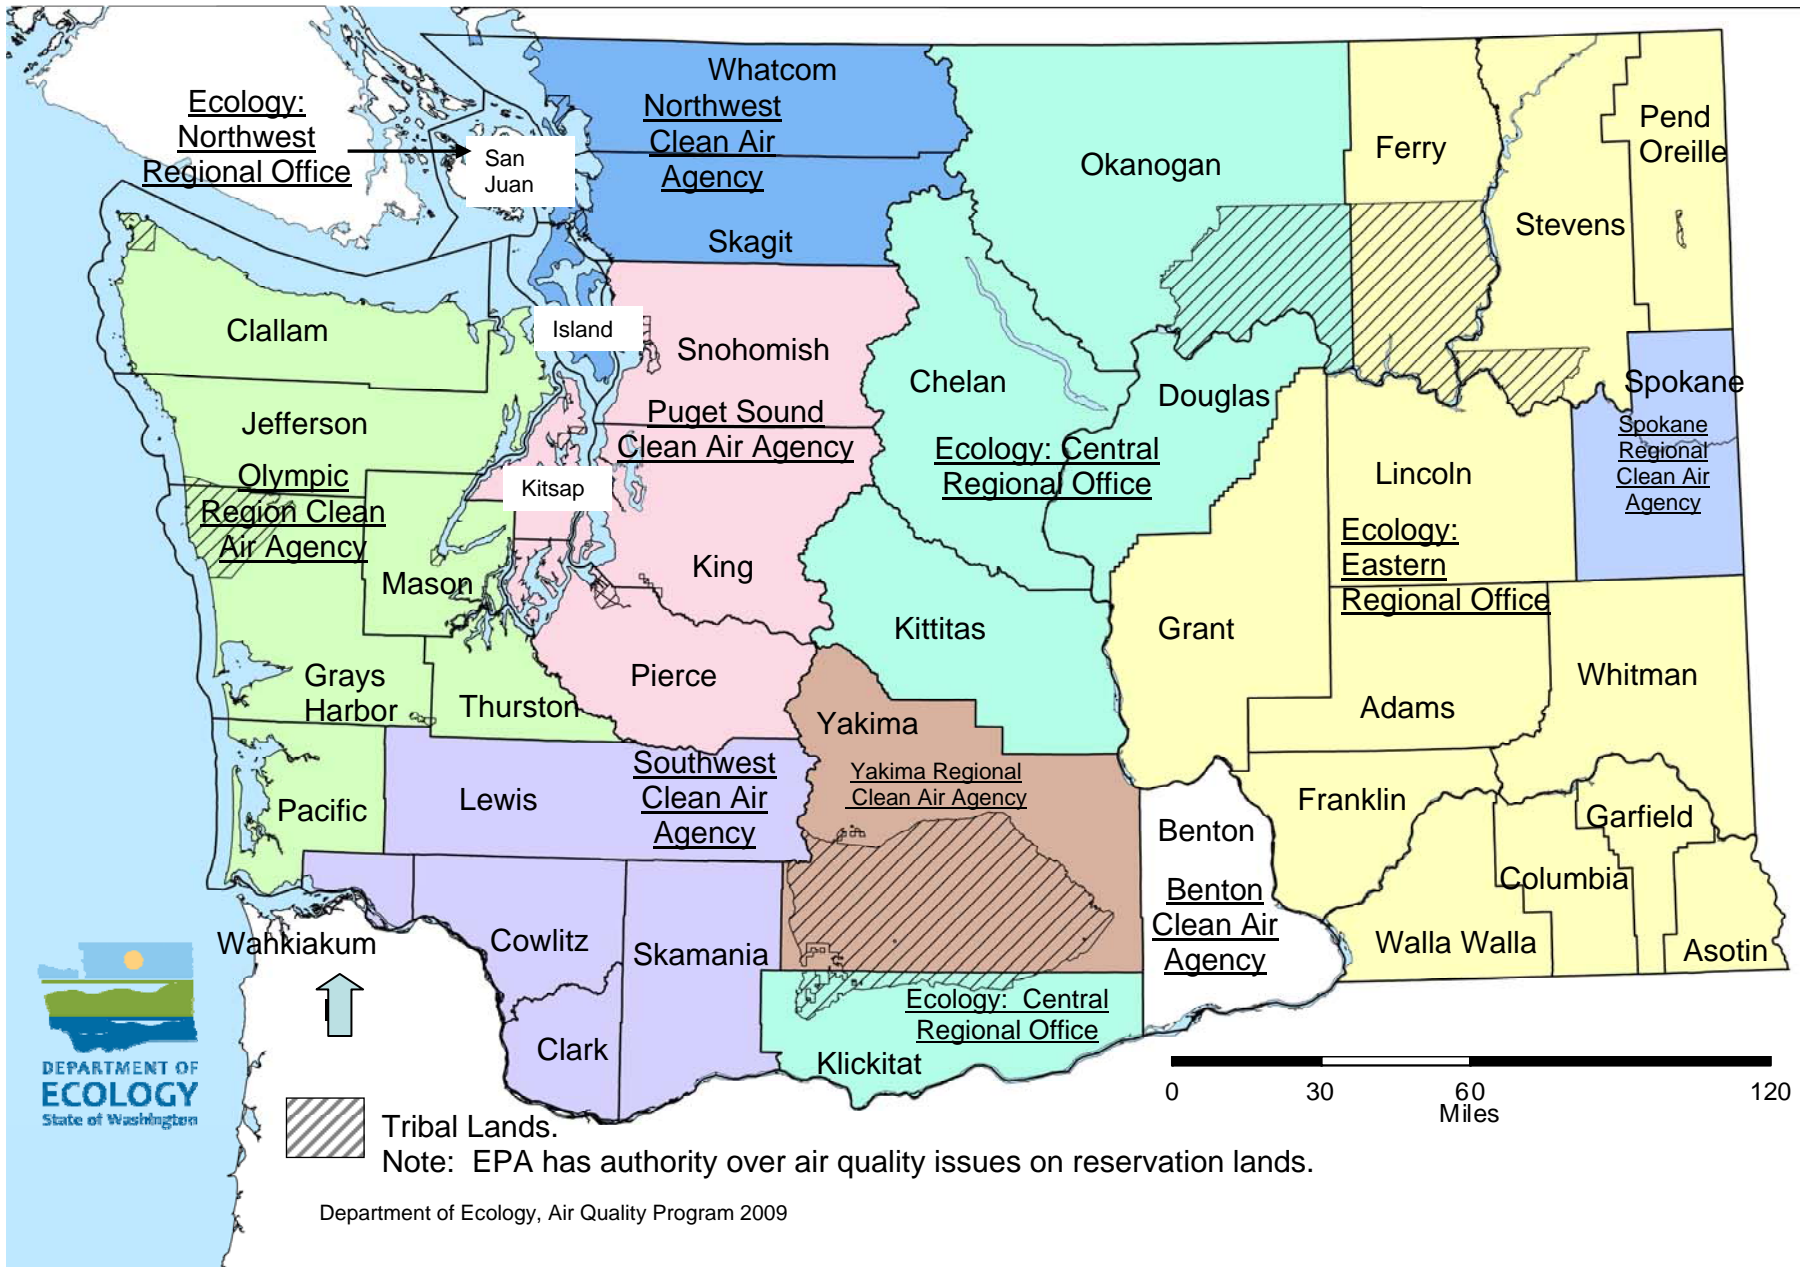 Whatcom
Northwest
Clean Air
Agency
Skagit
Ecology:
Northwest
Regional Office
San
Juan
Island
Okanogan
Ferry
Pend
Oreille
Stevens
Clallam
Jefferson
Olympic
Region Clean
Air Agency
Mason
Grays
Harbor
Thurston
Pacific
Snohomish
Puget Sound
Clean Air Agency
Kitsap
King
Pierce
Chelan
Douglas
Ecology: Central
Regional Office
Kittitas
Spokane
Spokane
Regional
Clean Air
Agency
Lincoln
Ecology:
Eastern
Regional Office
Grant
Adams
Whitman
Franklin
Garfield
Columbia
Walla Walla
Asotin
Yakima
Yakima Regional
Clean Air Agency
Benton
Benton
Clean Air
Agency
Lewis
Southwest
Clean Air
Agency
Wahkiakum
Cowlitz
Skamania
Clark
Ecology: Central
Regional Office
Klickitat
DEPARTMENT OF
ECOLOGY
State of Washington
0 30 60 120
Miles
Tribal Lands.
Note: EPA has authority over air quality issues on reservation lands.
Department of Ecology, Air Quality Program 2009